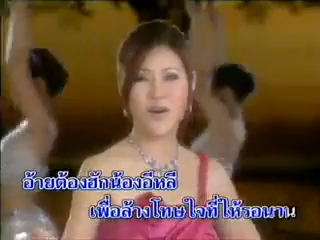 อ้ายต้องฮักน้องอีหลี
เพื่อล้างโทษใจที่ให้รอนาน